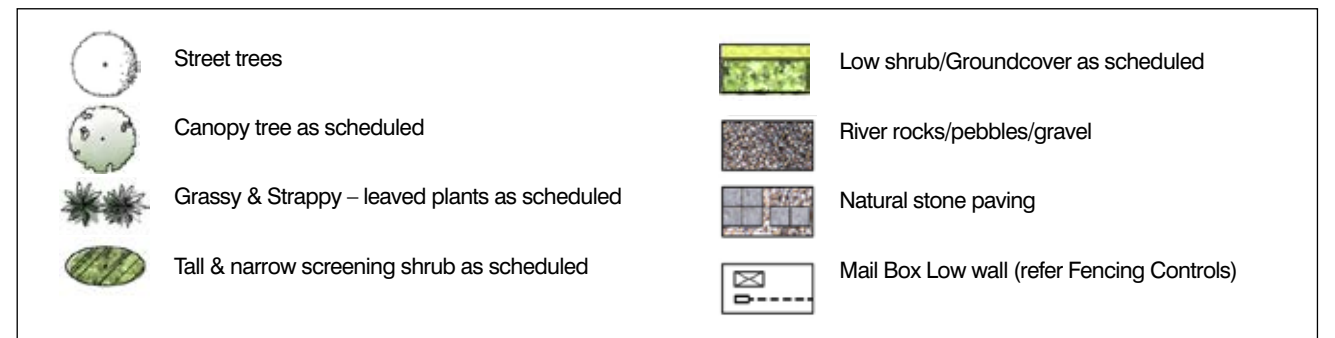 Street trees
Canopy tree as scheduled
Grassy & Strappy – leaved plants as scheduled
Tall & narrow screening shrub as scheduled
Low shrub/Groundcover as scheduled
River rocks/pebbles/gravel
Natural stone paving
Mail Box Low wall (refer Fencing Controls)